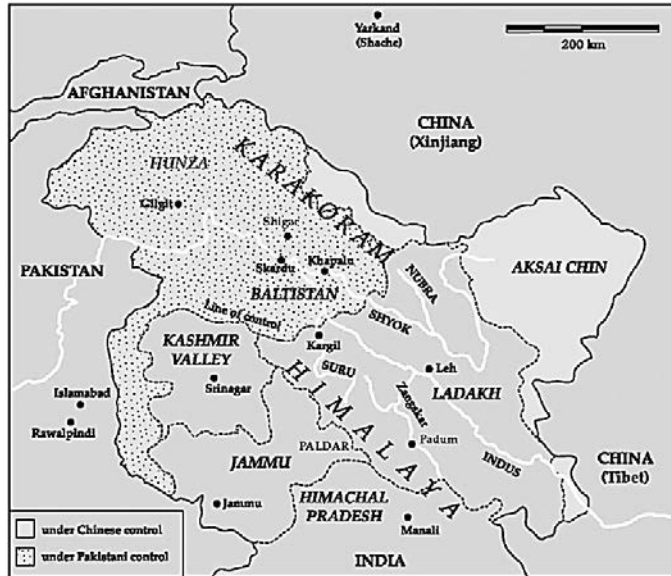 Yarkand
(Shache)
200 km
AFGHANISTAN
CHINA
(Xinjiang)
HUNZA
KARAKORAM
Gilgit
Shigar
AKSAI CHIN
PAKISTAN
Skardu
Khapalu
NUBRA
BALTISTAN
Line of control
SHYOK
KASHMIR
VALLEY
Kargil
SURU
Leh
Srinagar
HIMALAYA
Zangskar
LADAKH
Islamabad
Rawalpindi
Padum
PALDAR
INDUS
JAMMU
CHINA
(Tibet)
Jammu
HIMACHAL
PRADESH
Manali
under Chinese control
under Pakistani control
INDIA